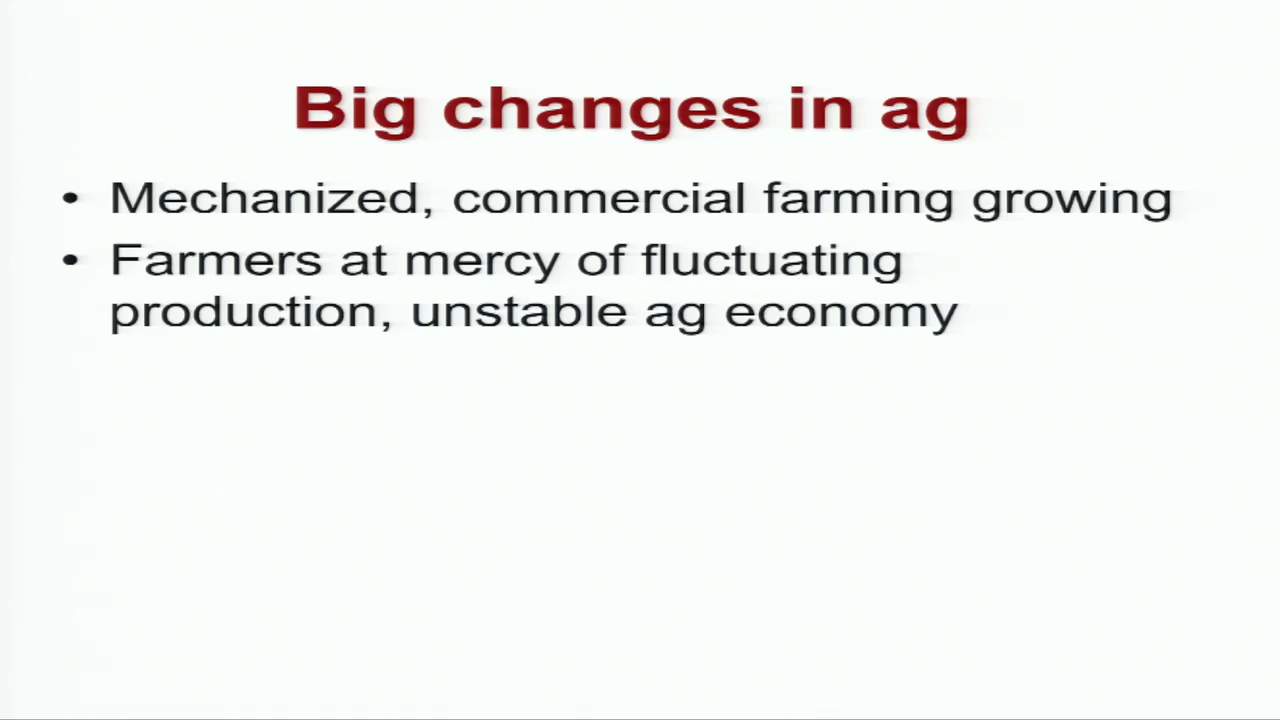 Big changes in ag
• Mechanized, commercial farming growing
• Farmers at mercy of fluctuating
production, unstable ag economy